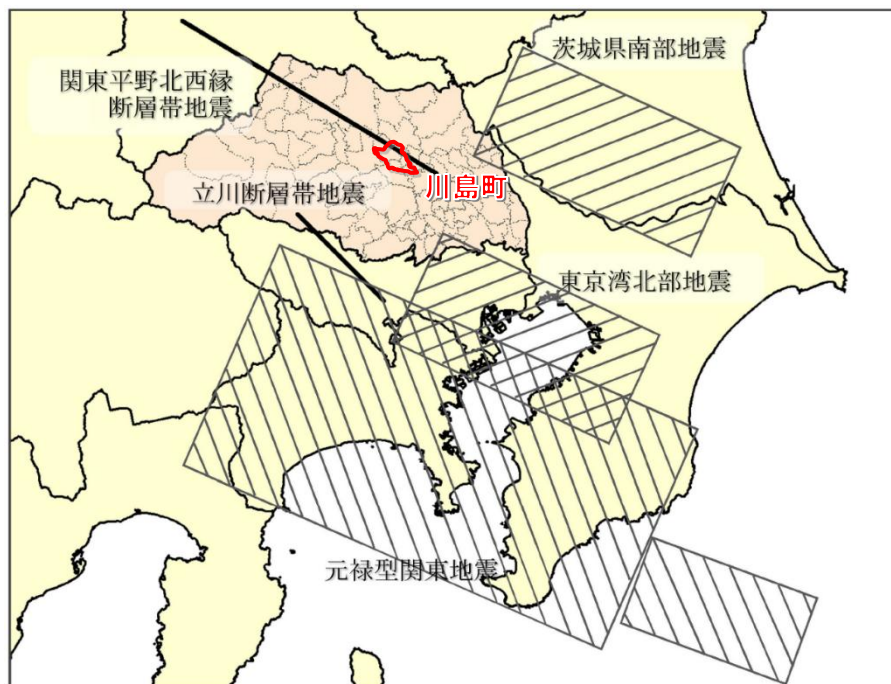 茨城県南部地震
関東平野北西縁
断層帯地震
川島町
立川断層帯地震
東京湾北部地震
元禄型関東地震